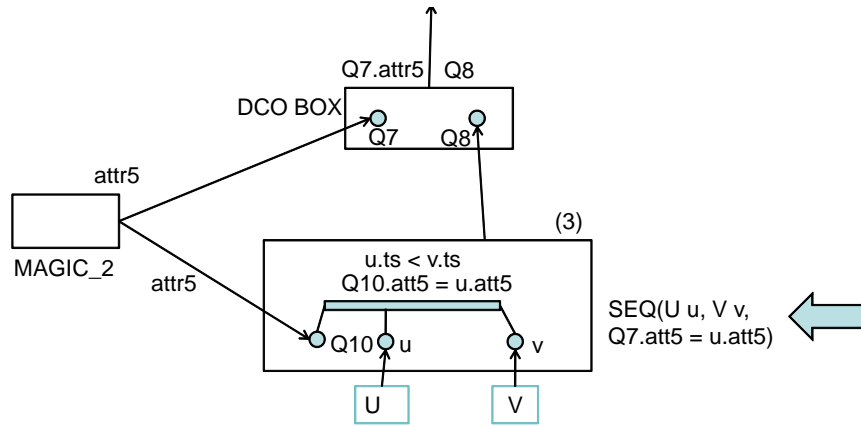 Q7.attr5 Q8
DCO BOX
Q7
Q8
attr5
MAGIC_2
attr5
(3)
u.ts < v.ts
Q10.att5 = u.att5
Q10
u
v
SEQ(U u, V v,
Q7.att5 = u.att5)
U
V